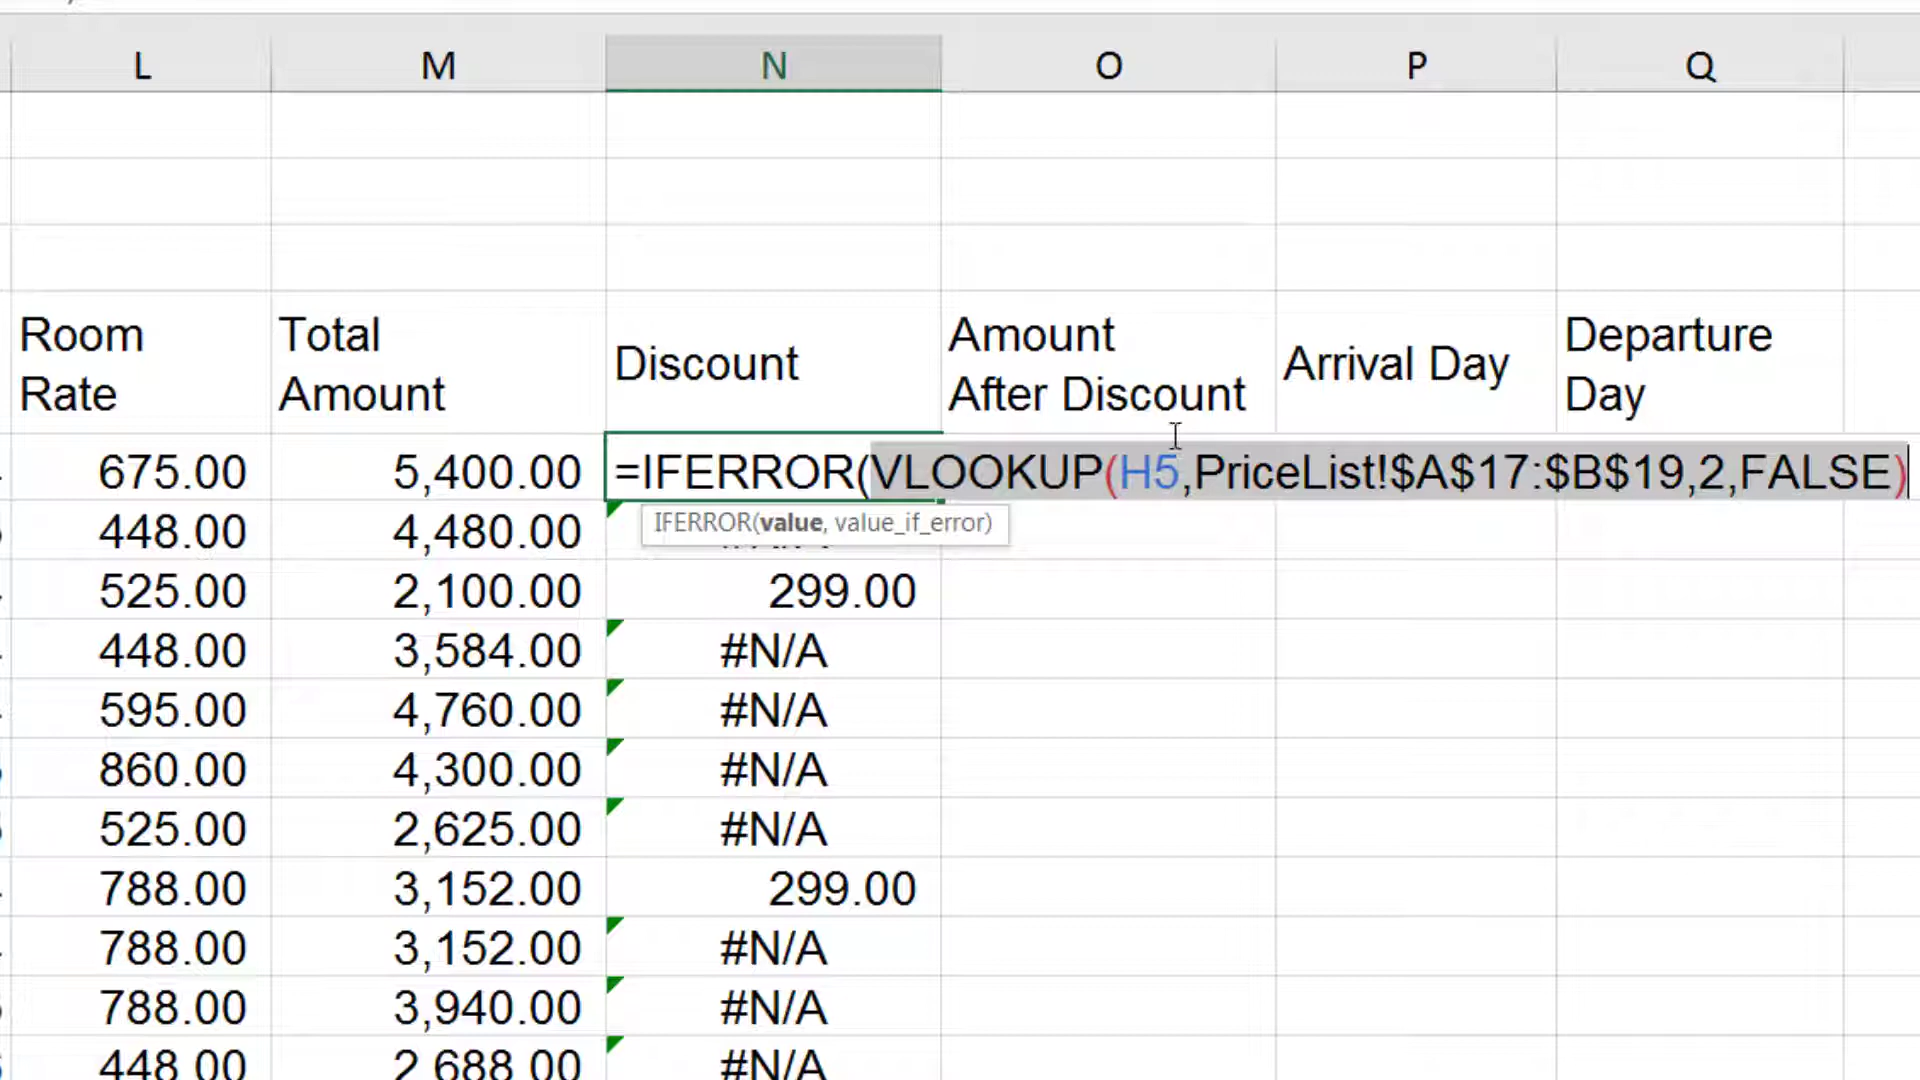 L M N O P Q
Room Rate Total Amount Discount Amount After Discount Arrival Day Departure Day
675.00 5,400.00 =IFERROR(VLOOKUP(H5,PriceList!$A$17:$B$19,2,FALSE)
IFERROR(value, value_if_error)
448.00 4,480.00
525.00 2,100.00 299.00
448.00 3,584.00 #N/A
595.00 4,760.00 #N/A
860.00 4,300.00 #N/A
525.00 2,625.00 #N/A
788.00 3,152.00 299.00
788.00 3,152.00 #N/A
788.00 3,940.00 #N/A
448.00 2,688.00 #N/A